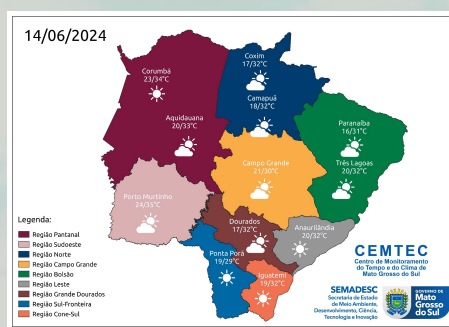 14/06/2024
Coxim
17/32°C
Corumbá
23/34°C
Camapuã
18/32°C
Aquidauana
20/33°C
Paranaíba
16/31°C
Campo Grande
21/30°C
Três Lagoas
20/32°C
Porto Murtinho
24/35°C
Dourados
17/32°C
Anaurilândia
20/32°C
Ponta Porã
19/29°C
Iguatemi
19/32°C
Legenda:
Região Pantanal
Região Sudoeste
Região Norte
Região Campo Grande
Região Bolsão
Região Leste
Região Grande Dourados
Região Sul-Fronteira
Região Cone-Sul
CEMTEC
Centro de Monitoramento
do Tempo e do Clima de
Mato Grosso do Sul
SEMADESC
Secretaria de Estado
de Meio Ambiente,
Desenvolvimento, Ciência,
Tecnologia e Inovação
GOVERNO DE
Mato
Grosso
do Sul